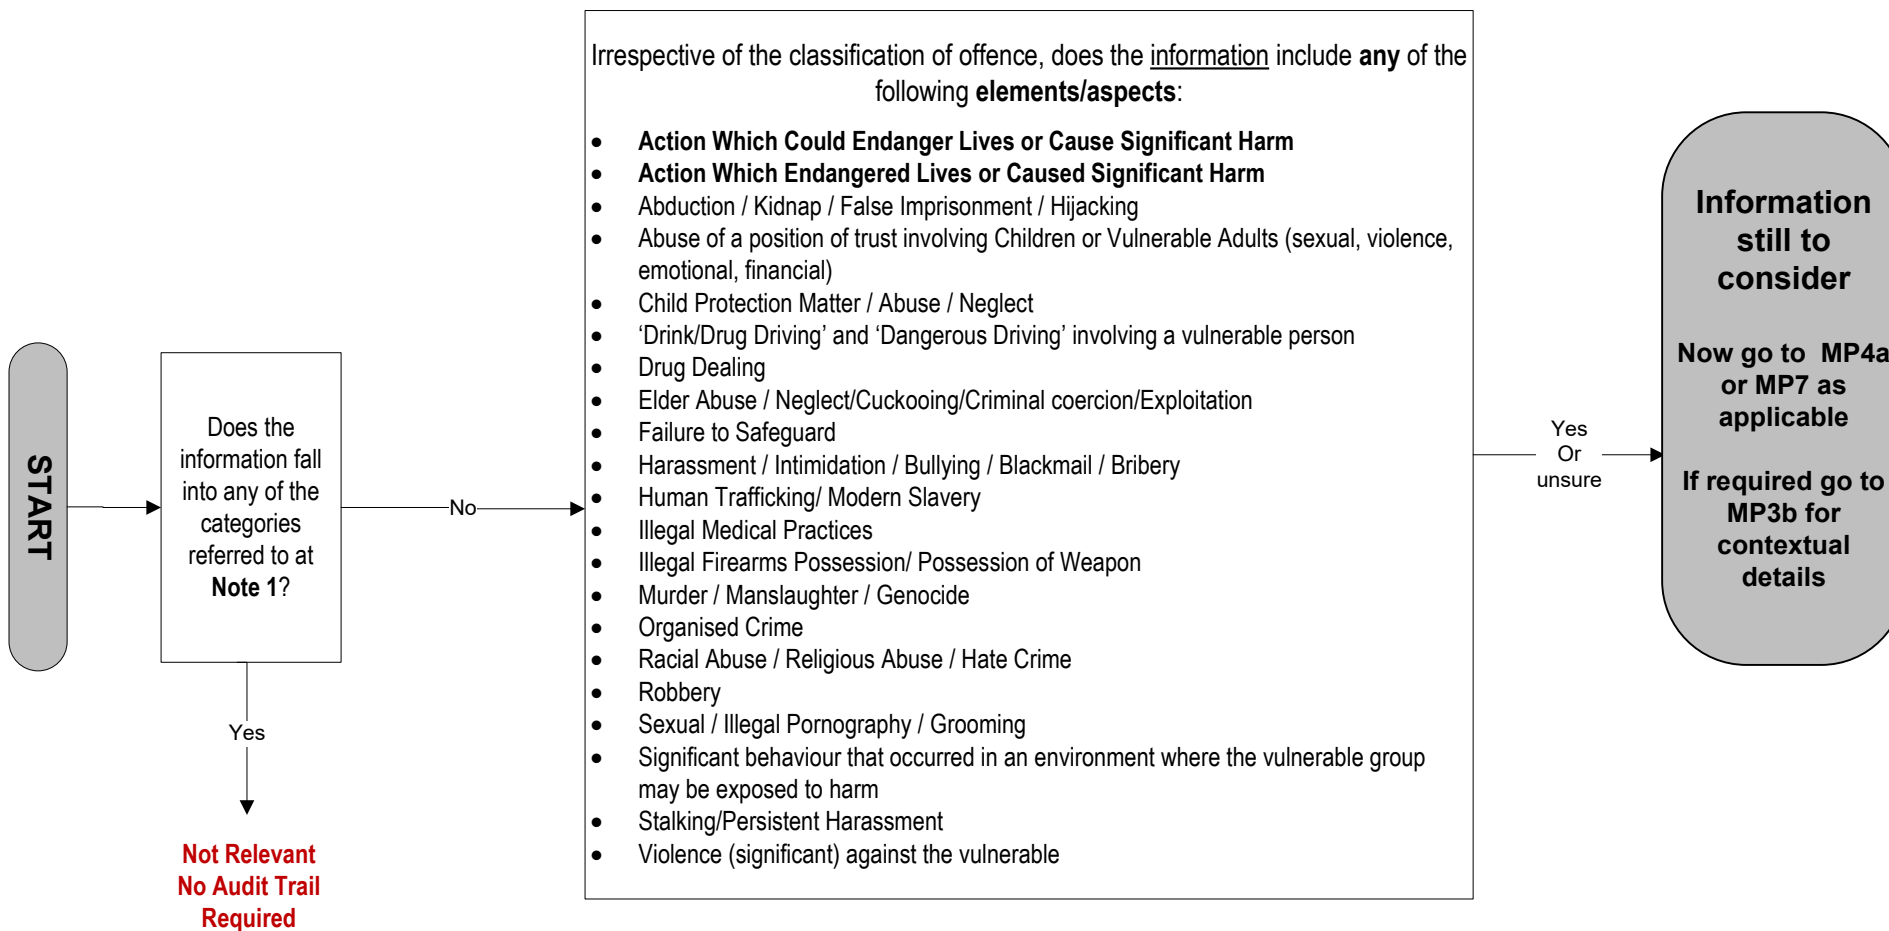 START
Does the
information fall
into any of the
categories
referred to at
Note 1?
No
Yes
Not Relevant
No Audit Trail
Required
Irrespective of the classification of offence, does the information include any of the
following elements/aspects:
• Action Which Could Endanger Lives or Cause Significant Harm
• Action Which Endangered Lives or Caused Significant Harm
• Abduction / Kidnap / False Imprisonment / Hijacking
• Abuse of a position of trust involving Children or Vulnerable Adults (sexual, violence,
emotional, financial)
• Child Protection Matter / Abuse / Neglect
• ‘Drink/Drug Driving’ and ‘Dangerous Driving’ involving a vulnerable person
• Drug Dealing
• Elder Abuse / Neglect/Cuckooing/Criminal coercion/Exploitation
• Failure to Safeguard
• Harassment / Intimidation / Bullying / Blackmail / Bribery
• Human Trafficking/ Modern Slavery
• Illegal Medical Practices
• Illegal Firearms Possession/ Possession of Weapon
• Murder / Manslaughter / Genocide
• Organised Crime
• Racial Abuse / Religious Abuse / Hate Crime
• Robbery
• Sexual / Illegal Pornography / Grooming
• Significant behaviour that occurred in an environment where the vulnerable group
may be exposed to harm
• Stalking/Persistent Harassment
• Violence (significant) against the vulnerable
Yes
Or
unsure
Information
still to
consider
Now go to MP4a
or MP7 as
applicable
If required go to
MP3b for
contextual
details